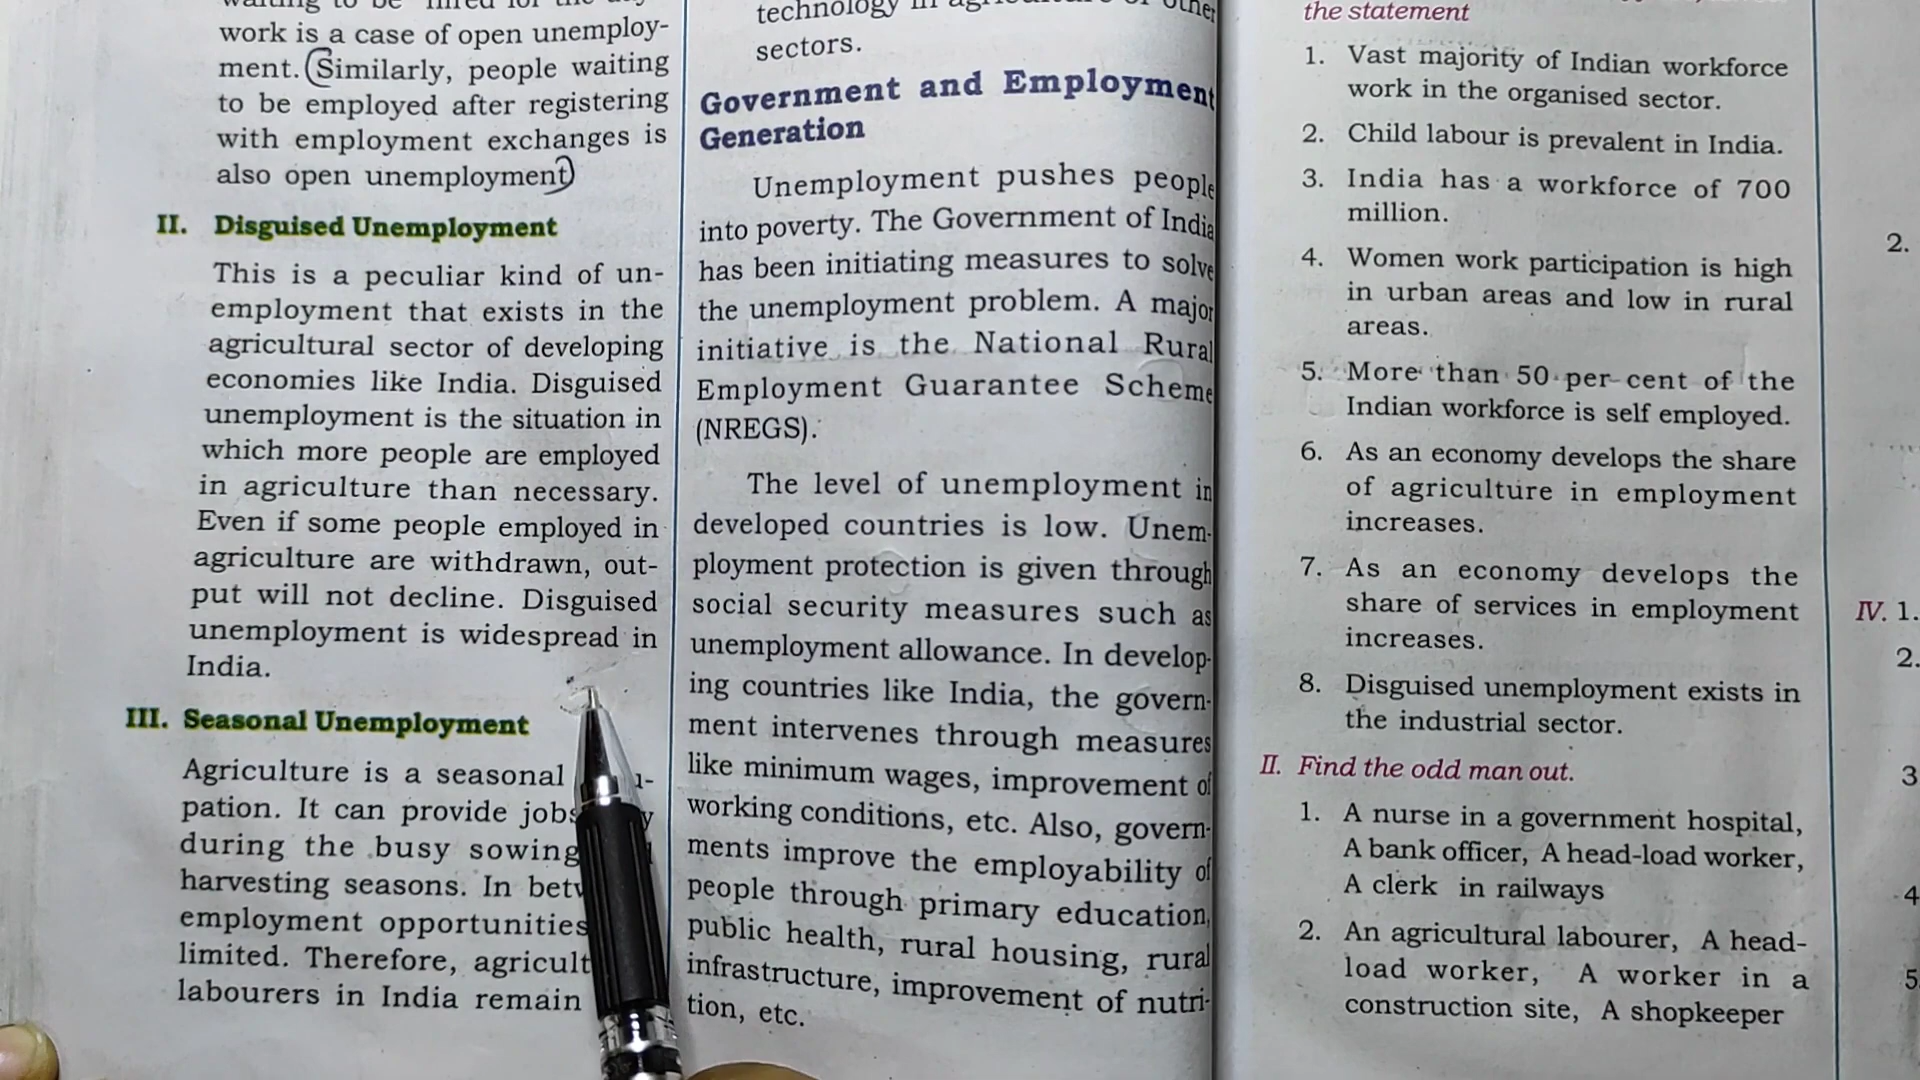 work is a case of open unemploy-
ment. Similarly, people waiting
to be employed after registering
with employment exchanges is
also open unemployment
II. Disguised Unemployment
This is a peculiar kind of un-
employment that exists in the
agricultural sector of developing
economies like India. Disguised
unemployment is the situation in
which more people are employed
in agriculture than necessary.
Even if some people employed in
agriculture are withdrawn, out-
put will not decline. Disguised
unemployment is widespread in
India.
III. Seasonal Unemployment
Agriculture is a seasonal
pation. It can provide jobs
during the busy sowing
harvesting seasons. In
employment opportunities
limited. Therefore,
labourers in India remain
technology in
sectors.
Government and Employment
Generation
Unemployment pushes people
into poverty. The Government of India
has been initiating measures to solve
the unemployment problem. A major
initiative is the National Rural
Employment Guarantee Scheme
(NREGS).
The level of unemployment in
developed countries is low. Unem-
ployment protection is given through
social security measures such as
unemployment allowance. In develop-
ing countries like India, the govern-
ment intervenes through measures
like minimum wages, improvement of
working conditions, etc. Also, govern-
ments improve the employability of
people through primary education,
public health, rural housing, rural
infrastructure, improvement of nutri-
tion, etc.
the statement
1. Vast majority of Indian workforce
work in the organised sector.
2. Child labour is prevalent in India.
3. India has a workforce of 700
million.
4. Women work participation is high
in urban areas and low in rural
areas.
5. More than 50 per cent of the
Indian workforce is self employed.
6. As an economy develops the share
of agriculture in employment
increases.
7. As an economy develops the
share of services in employment
increases.
8. Disguised unemployment exists in
the industrial sector.
II. Find the odd man out.
1. A nurse in a government hospital,
A bank officer, A head-load worker,
A clerk in railways
2. An agricultural labourer, A head-
load worker, A worker in a
construction site, A shopkeeper
2.
IV. 1.
2.
3
4
5